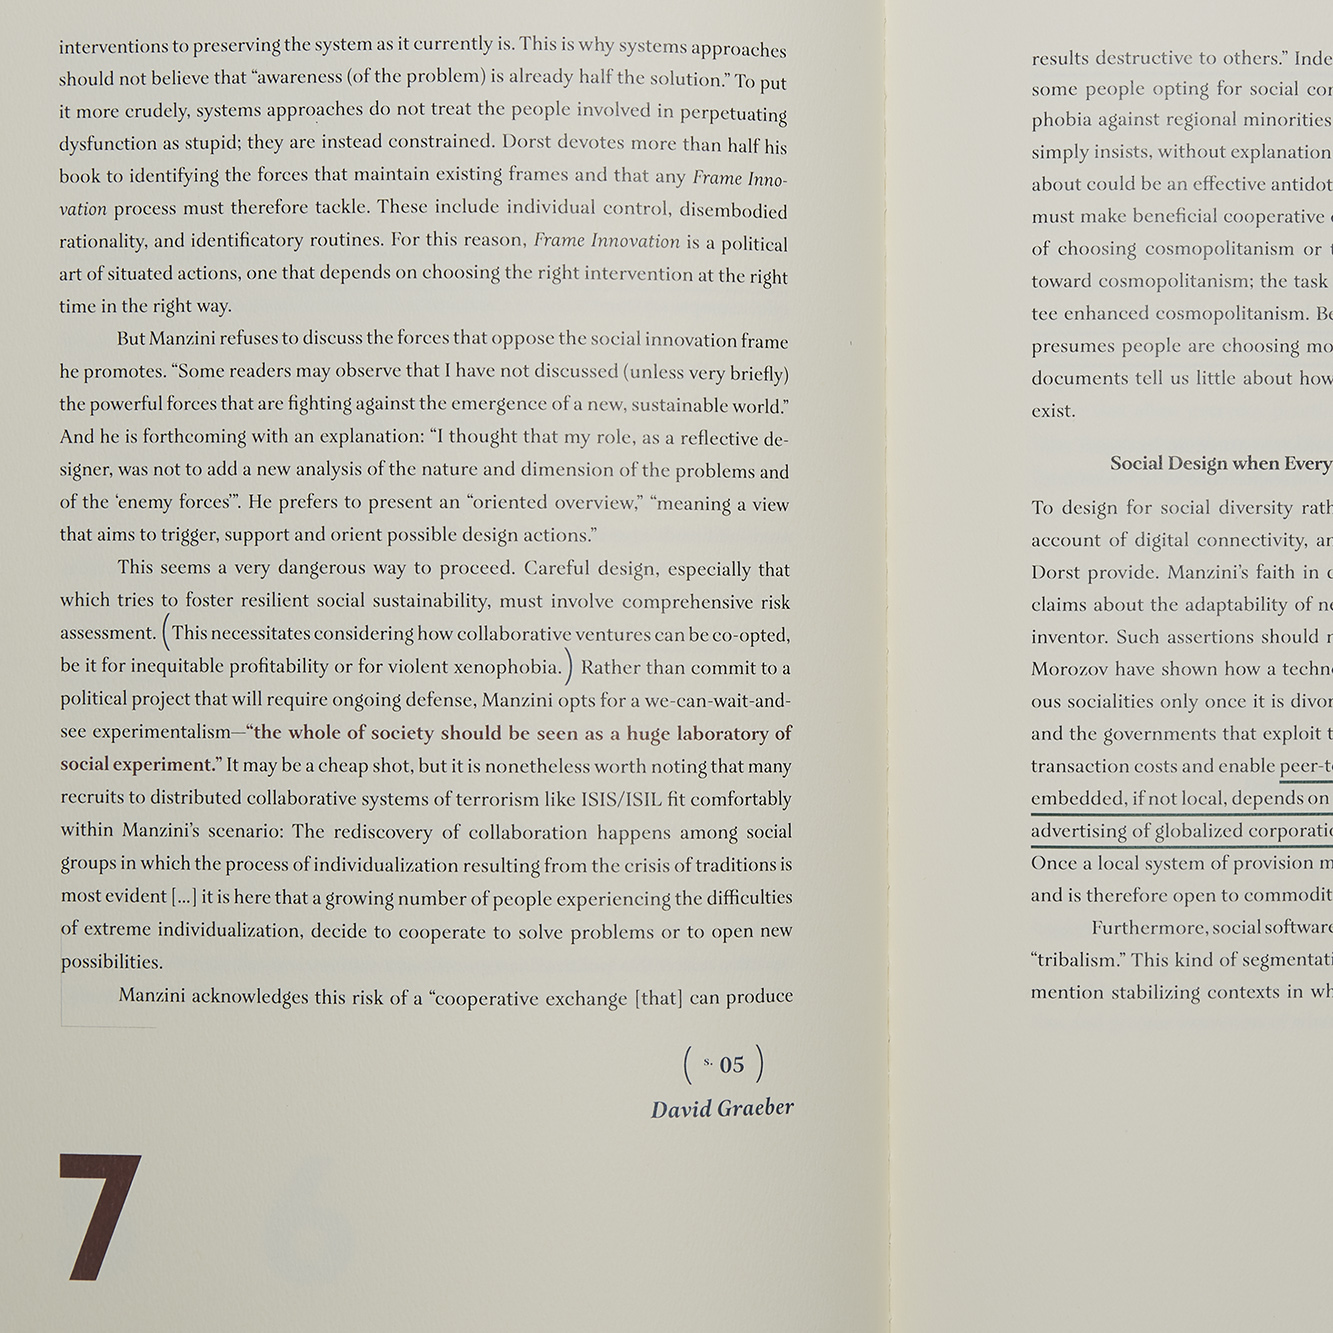 interventions to preserving the system as it currently is. This is why systems approaches
should not believe that “awareness (of the problem) is already half the solution.” To put
it more crudely, systems approaches do not treat the people involved in perpetuating
dysfunction as stupid; they are instead constrained. Dorst devotes more than half his
book to identifying the forces that maintain existing frames and that any Frame Inno-
vation process must therefore tackle. These include individual control, disembodied
rationality, and identificatory routines. For this reason, Frame Innovation is a political
art of situated actions, one that depends on choosing the right intervention at the right
time in the right way.
But Manzini refuses to discuss the forces that oppose the social innovation frame
he promotes. “Some readers may observe that I have not discussed (unless very briefly)
the powerful forces that are fighting against the emergence of a new, sustainable world.”
And he is forthcoming with an explanation: “I thought that my role, as a reflective de-
signer, was not to add a new analysis of the nature and dimension of the problems and
of the ‘enemy forces’”. He prefers to present an “oriented overview,” “meaning a view
that aims to trigger, support and orient possible design actions.”
This seems a very dangerous way to proceed. Careful design, especially that
which tries to foster resilient social sustainability, must involve comprehensive risk
assessment. (This necessitates considering how collaborative ventures can be co-opted,
be it for inequitable profitability or for violent xenophobia.) Rather than commit to a
political project that will require ongoing defense, Manzini opts for a we-can-wait-and-
see experimentalism—“the whole of society should be seen as a huge laboratory of
social experiment.” It may be a cheap shot, but it is nonetheless worth noting that many
recruits to distributed collaborative systems of terrorism like ISIS/ISIL fit comfortably
within Manzini’s scenario: The rediscovery of collaboration happens among social
groups in which the process of individualization resulting from the crisis of traditions is
most evident [...] it is here that a growing number of people experiencing the difficulties
of extreme individualization, decide to cooperate to solve problems or to open new
possibilities.
Manzini acknowledges this risk of a “cooperative exchange [that] can produce
( s. 05 )
David Graeber
7
results destructive to others.” Inde
some people opting for social cor
phobia against regional minorities
simply insists, without explanation
about could be an effective antidot
must make beneficial cooperative
of choosing cosmopolitanism or t
toward cosmopolitanism; the task
tee enhanced cosmopolitanism. Be
presumes people are choosing mo
documents tell us little about how
exist.
Social Design when Every
To design for social diversity rath
account of digital connectivity, an
Dorst provide. Manzini’s faith in c
claims about the adaptability of ne
inventor. Such assertions should n
Morozov have shown how a techno
ous socialities only once it is divor
and the governments that exploit t
transaction costs and enable peer-t
embedded, if not local, depends on
advertising of globalized corporatio
Once a local system of provision m
and is therefore open to commodit
Furthermore, social software
“tribalism.” This kind of segmentati
mention stabilizing contexts in wh